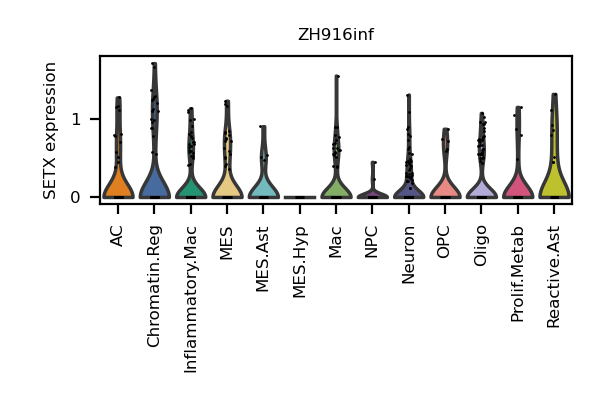 ZH916inf
SETX expression
1
0
AC
Chromatin.Reg
Inflammatory.Mac
MES
MES.Ast
MES.Hyp
Mac
NPC
Neuron
OPC
Oligo
Prolif.Metab
Reactive.Ast